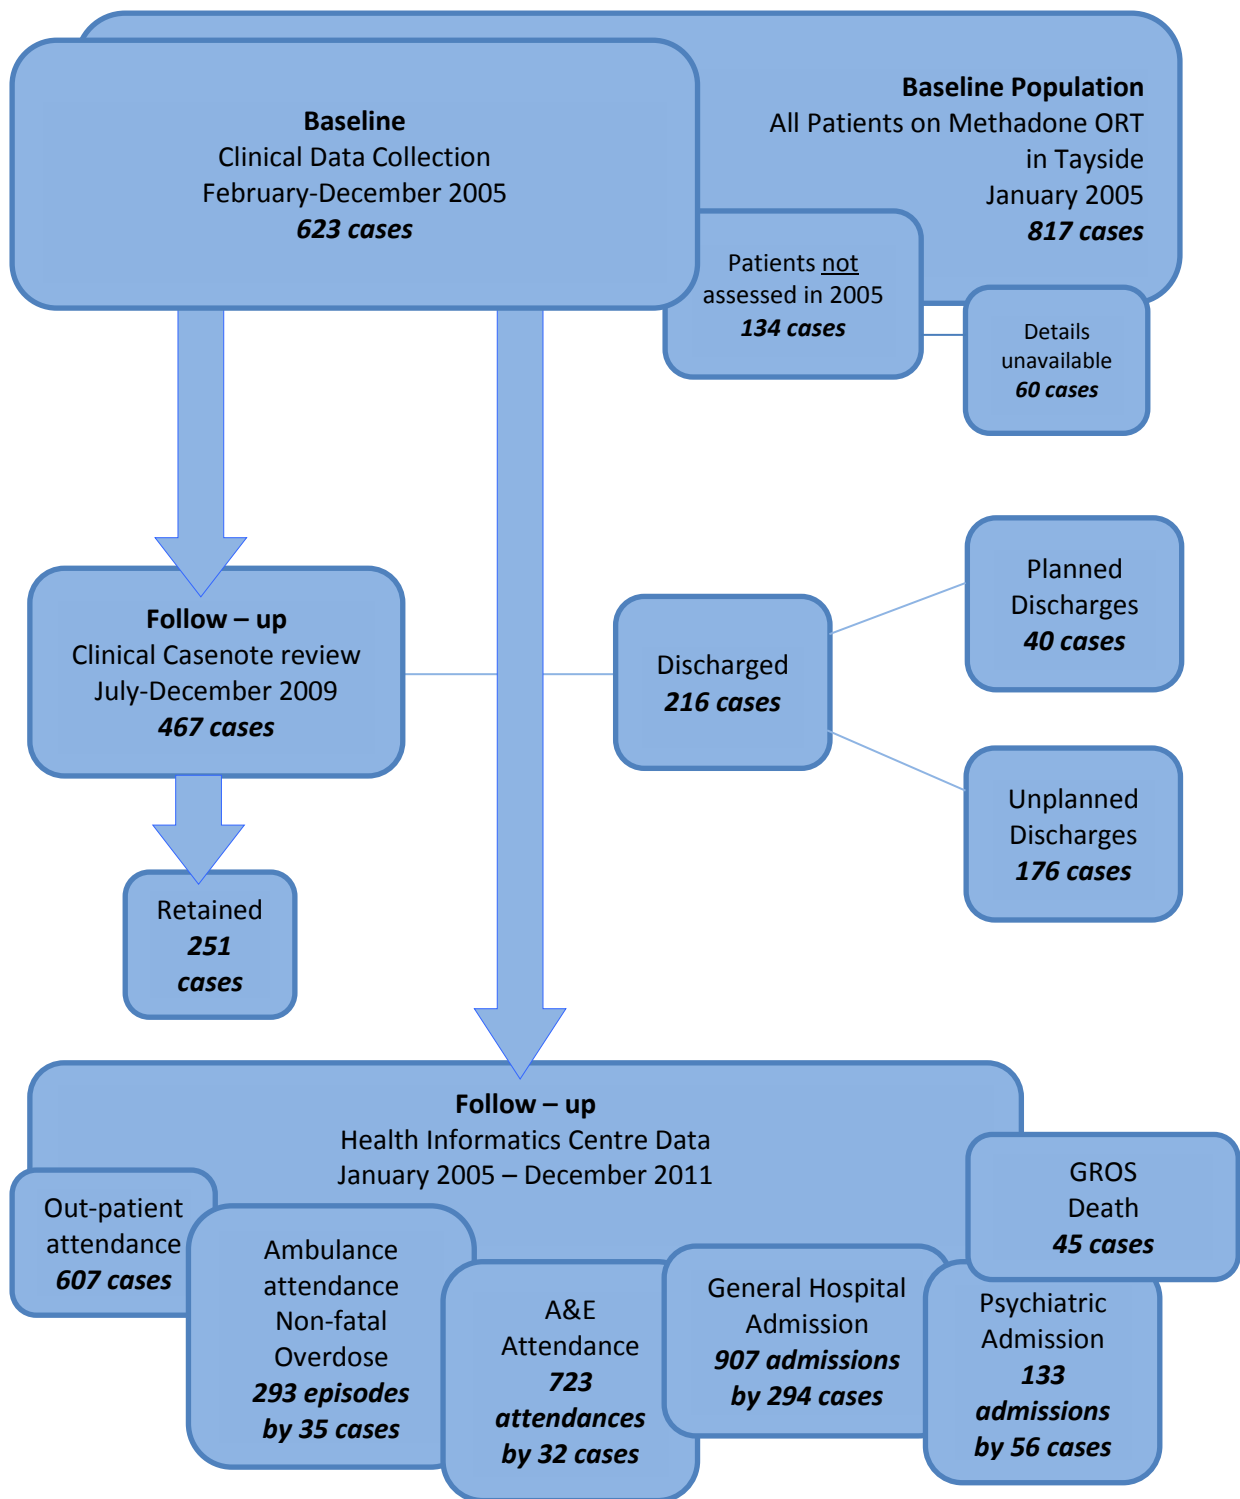 Baseline
Clinical Data Collection
February-December 2005
623 cases
Baseline Population
All Patients on Methadone ORT
in Tayside
January 2005
817 cases
Patients not
assessed in 2005
134 cases
Details
unavailable
60 cases
Follow – up
Clinical Casenote review
July-December 2009
467 cases
Discharged
216 cases
Planned
Discharges
40 cases
Unplanned
Discharges
176 cases
Retained
251
cases
Follow – up
Health Informatics Centre Data
January 2005 – December 2011
Out-patient
attendance
607 cases
Ambulance
attendance
Non-fatal
Overdose
293 episodes
by 35 cases
A&E
Attendance
723
attendances
by 32 cases
General Hospital
Admission
907 admissions
by 294 cases
GROS
Death
45 cases
Psychiatric
Admission
133
admissions
by 56 cases